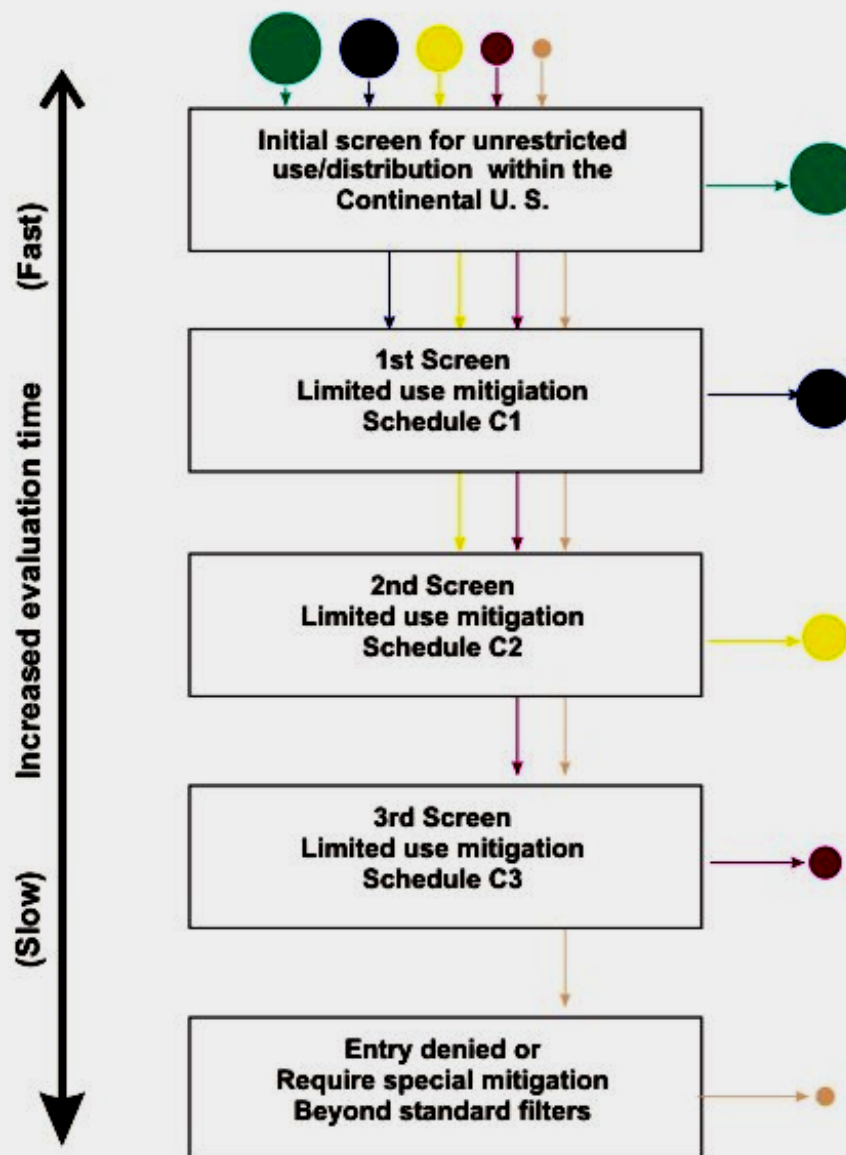 Initial screen for unrestricted
use/distribution within the
Continental U. S.
1st Screen
Limited use mitigiation
Schedule C1
2nd Screen
Limited use mitigation
Schedule C2
3rd Screen
Limited use mitigation
Schedule C3
Entry denied or
Require special mitigation
Beyond standard filters
(Fast)
Increased evaluation time
(Slow)